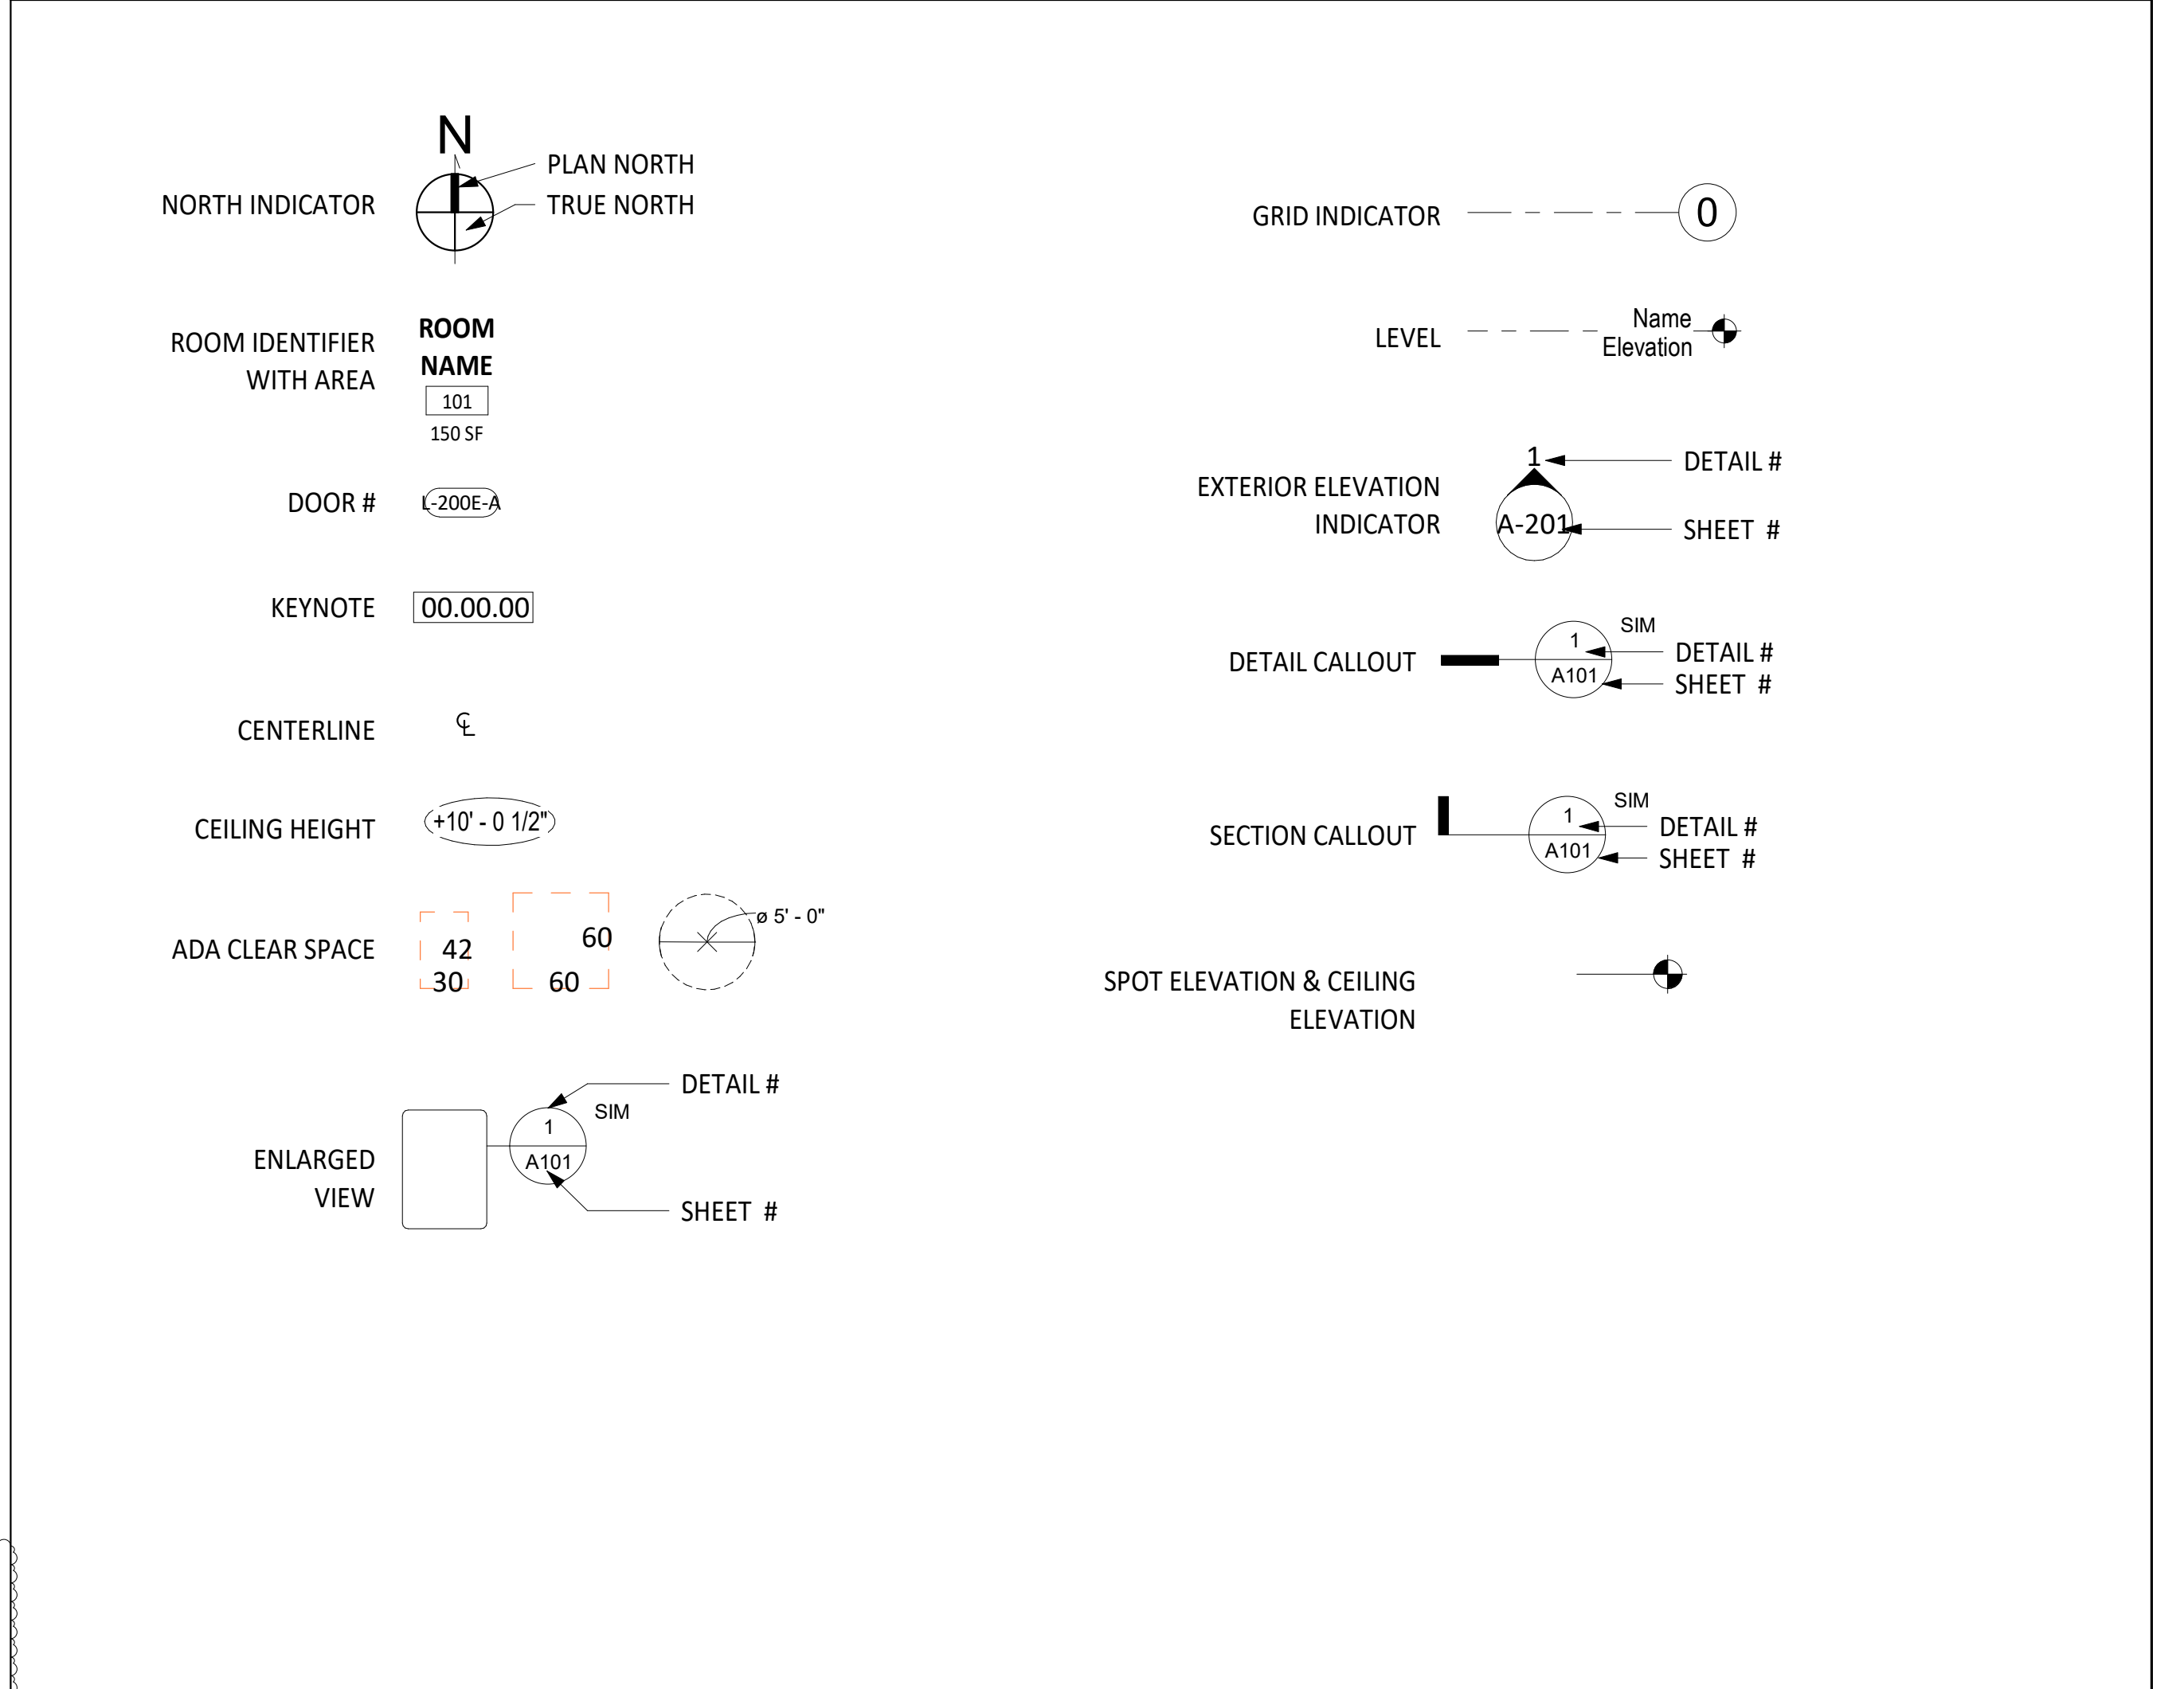 N
PLAN NORTH
NORTH INDICATOR
TRUE NORTH
ROOM IDENTIFIER
WITH AREA
ROOM
NAME
101
150 SF
DOOR #
L-200E-A
KEYNOTE
00.00.00
CENTERLINE
℄
CEILING HEIGHT
+10' - 0 1/2"
ADA CLEAR SPACE
42
30
60
60
ø 5' - 0"
DETAIL #
SIM
1
A101
ENLARGED
VIEW
SHEET #
GRID INDICATOR
0
LEVEL
Name
Elevation
1
DETAIL #
EXTERIOR ELEVATION
INDICATOR
A-201
SHEET #
DETAIL CALLOUT
1
A101
SIM
DETAIL #
SHEET #
SECTION CALLOUT
1
A101
SIM
DETAIL #
SHEET #
SPOT ELEVATION & CEILING
ELEVATION